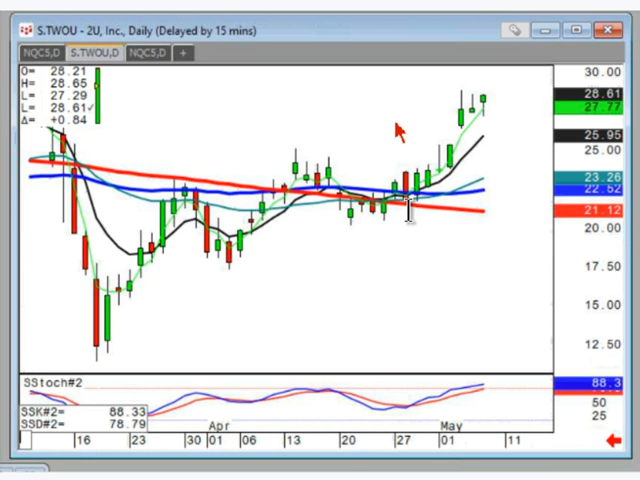 S.TWOU - 2U, Inc., Daily (Delayed by 15 mins)
NQC5,D S.TWOU,D NQC5,D +
O= 28.21
H= 28.65
L= 27.29
L= 28.61✓
Δ= +0.84
30.00
28.61
27.77
25.95
25.00
23.26
22.52
21.12
20.00
17.50
15.00
12.50
SStoch#2
88.3
50
25
SSK#2= 88.33
SSD#2= 78.79
Apr May
16 23 30 01 06 13 20 27 01 11